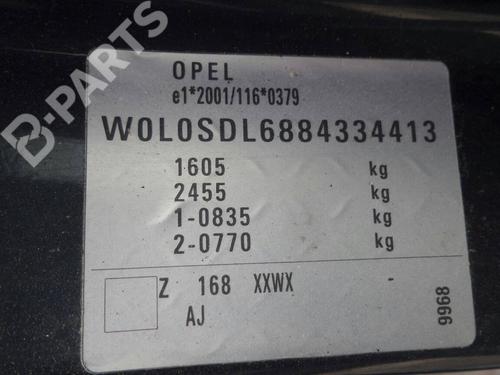 B-PARTS
OPEL
e1*2001/116*0379
W0L0SDL6884334413
1605 kg
2455 kg
1-0835 kg
2-0770 kg
Z 168 XXWX -
AJ
9968